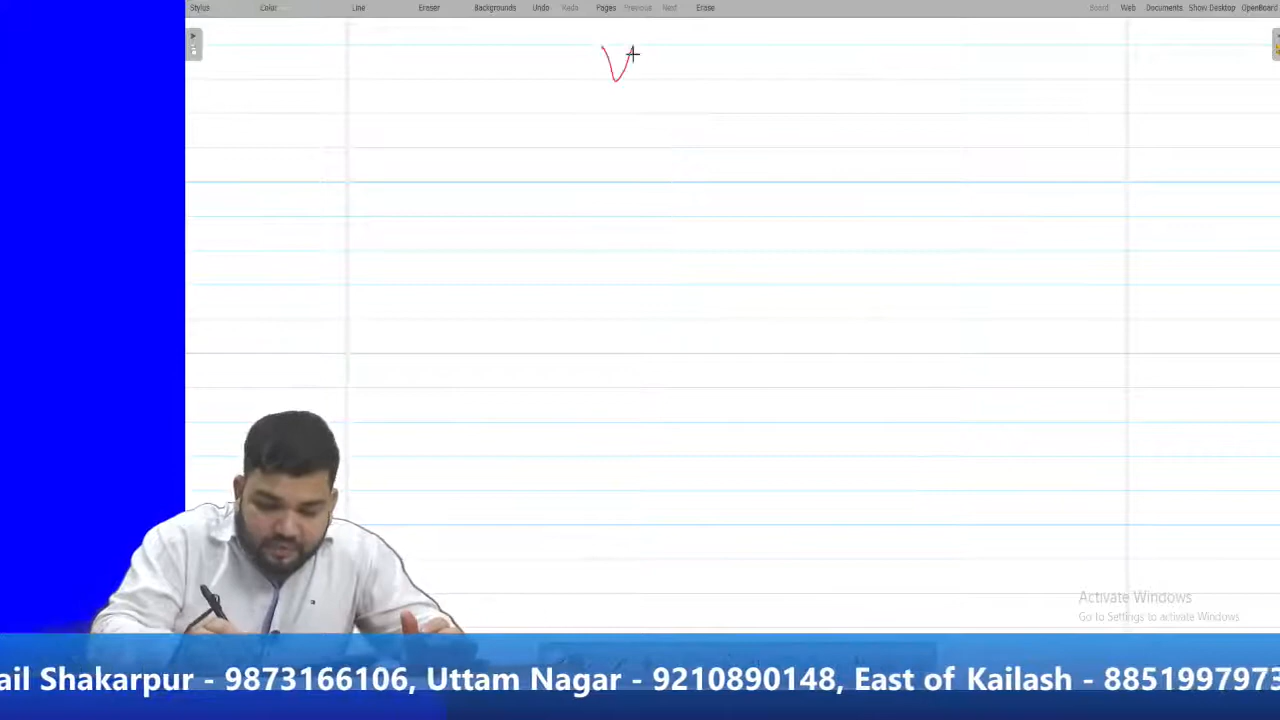 Stylus Color Line Eraser Backgrounds Undo Redo Pages Previous Next Erase Board Web Documents Show Desktop OpenBoard
V
Activate Windows
Go to Settings to activate Windows
ail Shakarpur - 9873166106, Uttam Nagar - 9210890148, East of Kailash - 8851997973